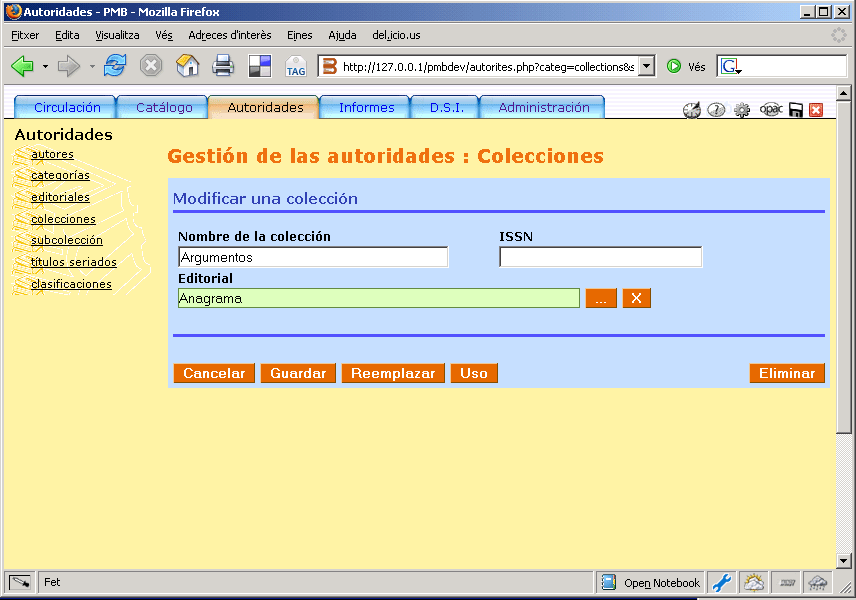 Autoridades - PMB - Mozilla Firefox
Fitxer Edita Visualitza Vés Adreces d'interès Eines Ajuda del.icio.us
TAG http://127.0.0.1/pmbdev/autorites.php?categ=collections&s Vés G
Circulación Catálogo Autoridades Informes D.S.I. Administración opac
Autoridades
autores
categorías
editoriales
colecciones
subcolección
títulos seriados
clasificaciones
Gestión de las autoridades : Colecciones
Modificar una colección
Nombre de la colección ISSN
Argumentos
Editorial
Anagrama ... X
Cancelar Guardar Reemplazar Uso Eliminar
Fet Open Notebook